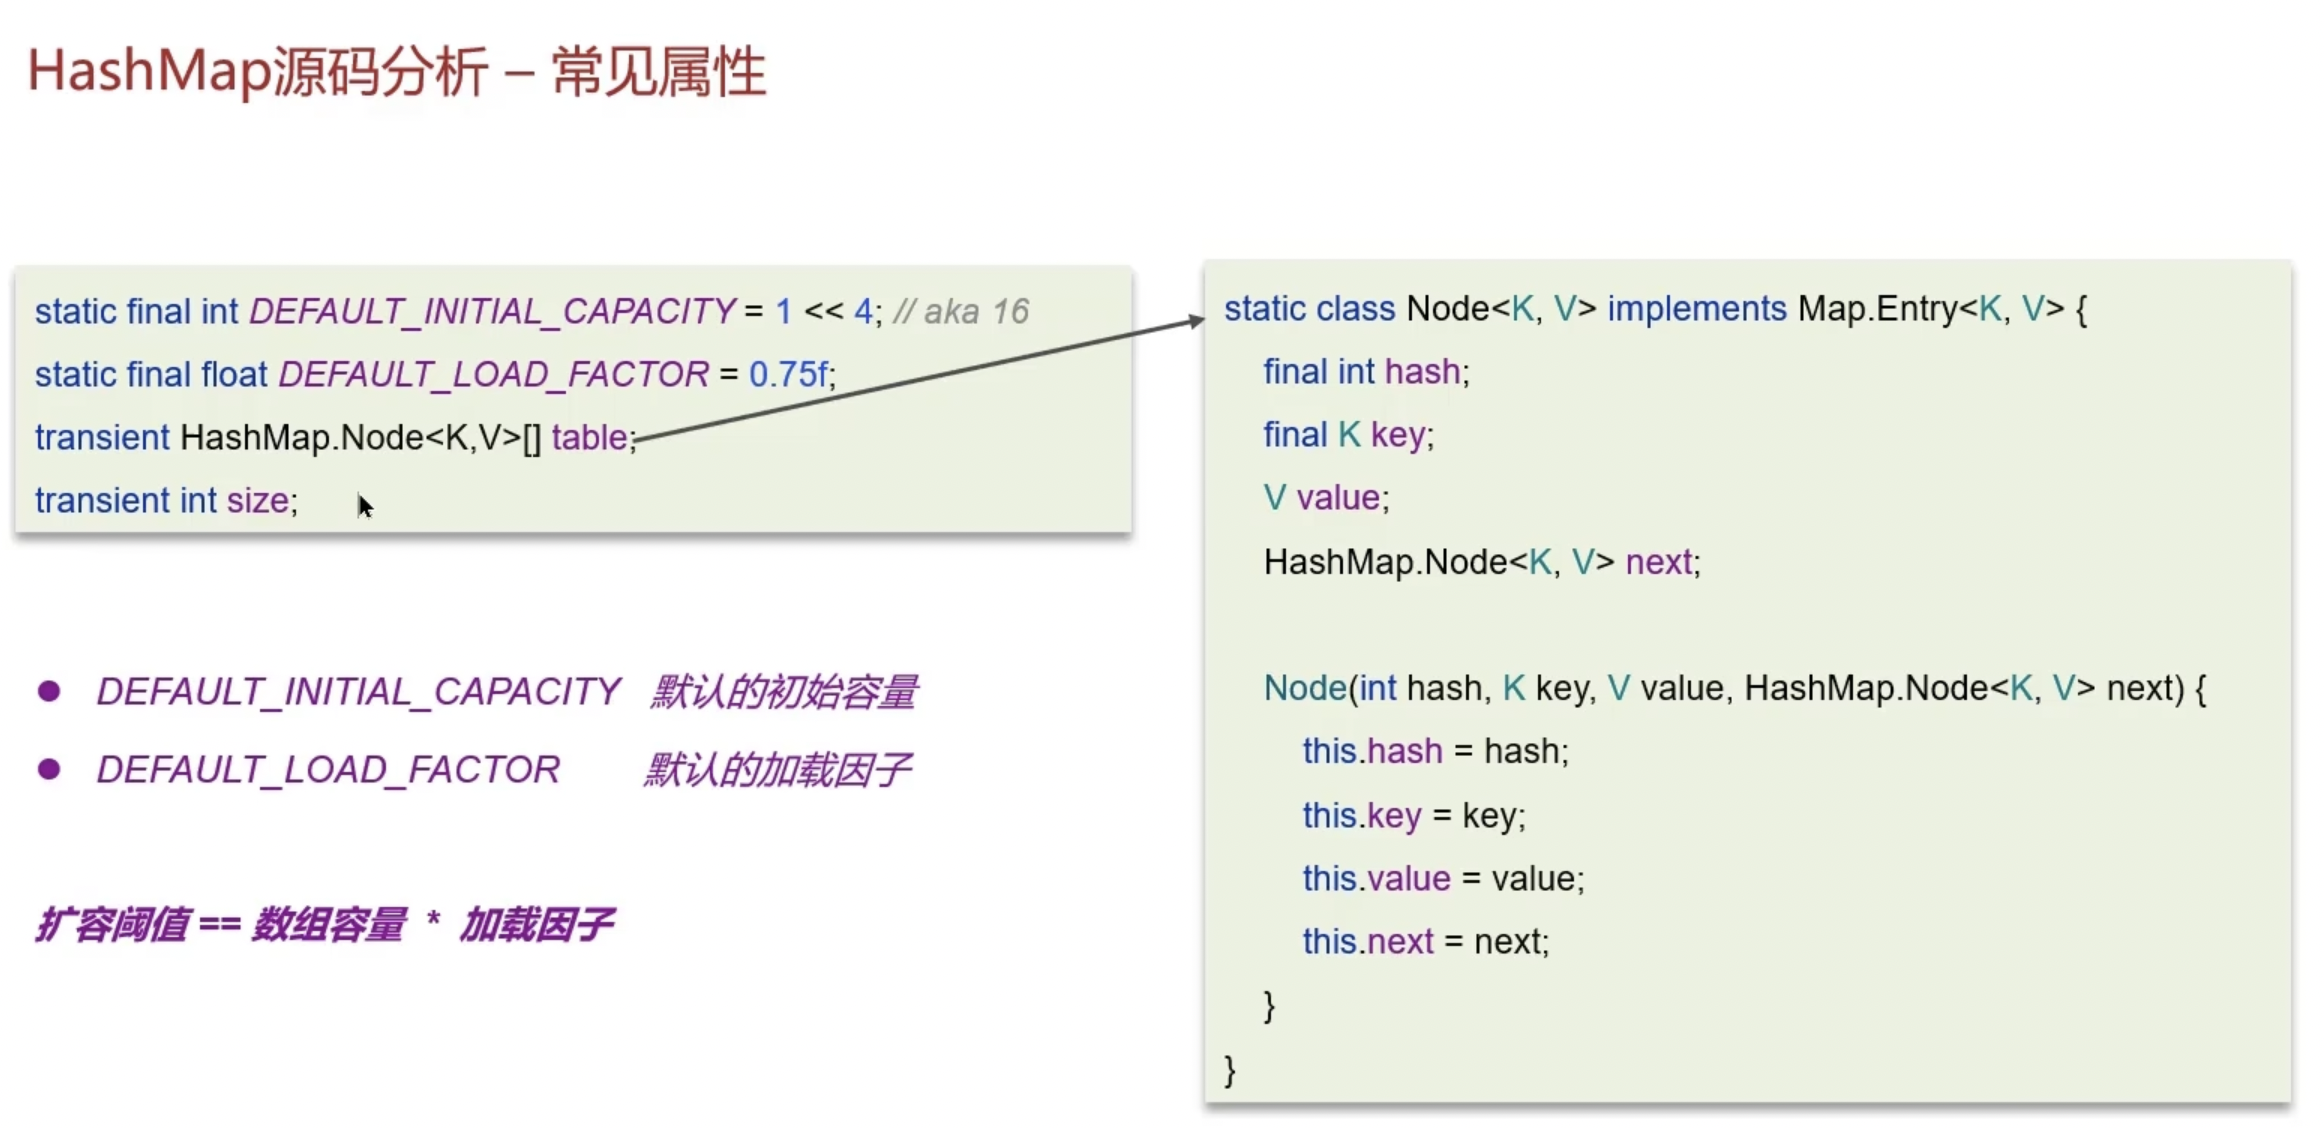 HashMap源码分析 – 常见属性
static final int DEFAULT_INITIAL_CAPACITY = 1 << 4; // aka 16
static final float DEFAULT_LOAD_FACTOR = 0.75f;
transient HashMap.Node<K,V>[] table;
transient int size;
● DEFAULT_INITIAL_CAPACITY 默认的初始容量
● DEFAULT_LOAD_FACTOR 默认的加载因子
扩容阈值 == 数组容量 * 加载因子
static class Node<K, V> implements Map.Entry<K, V> {
final int hash;
final K key;
V value;
HashMap.Node<K, V> next;
Node(int hash, K key, V value, HashMap.Node<K, V> next) {
this.hash = hash;
this.key = key;
this.value = value;
this.next = next;
}
}